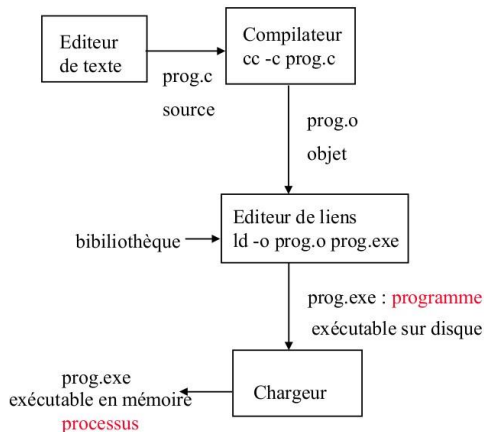 Editeur
de texte
prog.c
source
Compilateur
cc -c prog.c
prog.o
objet
bibiliothèque
Editeur de liens
ld -o prog.o prog.exe
prog.exe : programme
exécutable sur disque
Chargeur
prog.exe
exécutable en mémoire
processus